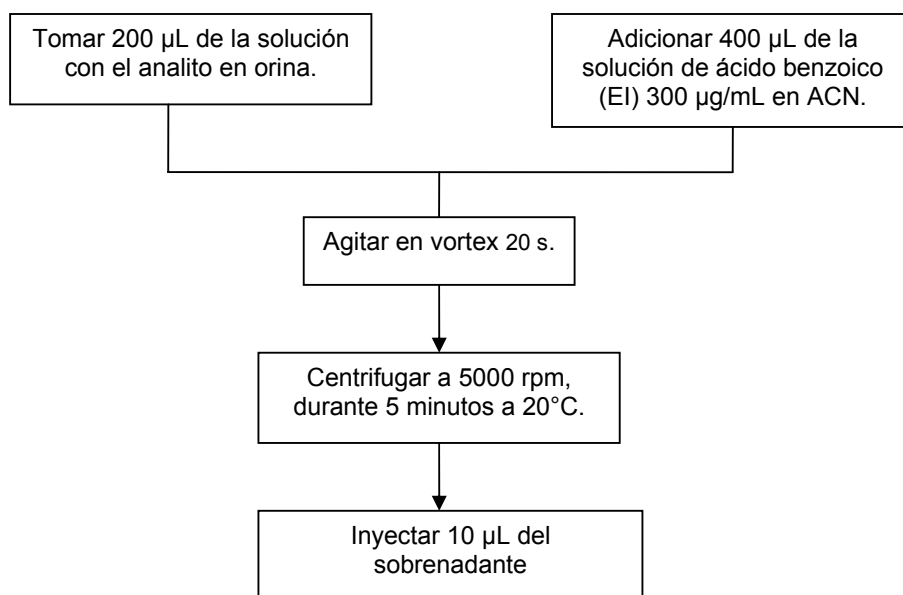 Tomar 200 µL de la solución
con el analito en orina.
Adicionar 400 µL de la
solución de ácido benzoico
(EI) 300 µg/mL en ACN.
Agitar en vortex 20 s.
Centrifugar a 5000 rpm,
durante 5 minutos a 20°C.
Inyectar 10 µL del
sobrenadante